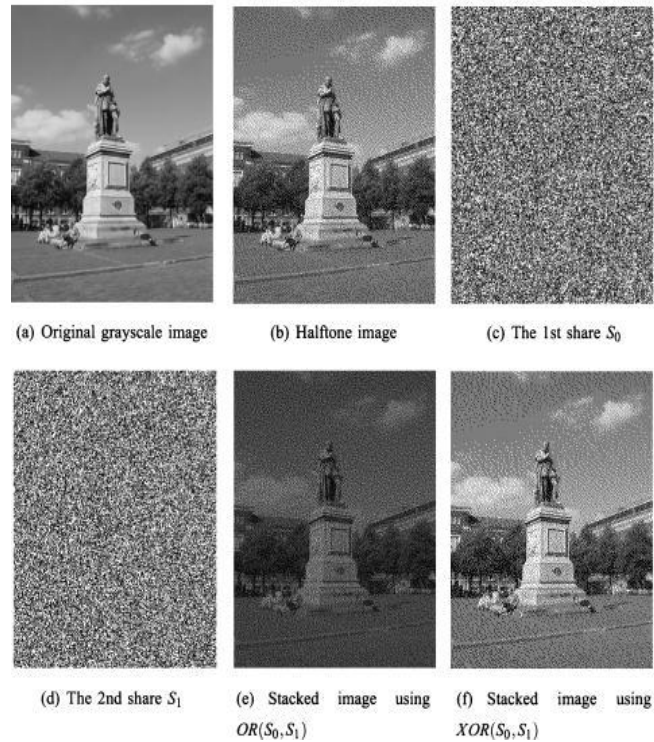 (a) Original grayscale image
(b) Halftone image
(c) The 1st share S₀
(d) The 2nd share S₁
(e) Stacked image using
OR(S₀,S₁)
(f) Stacked image using
XOR(S₀,S₁)